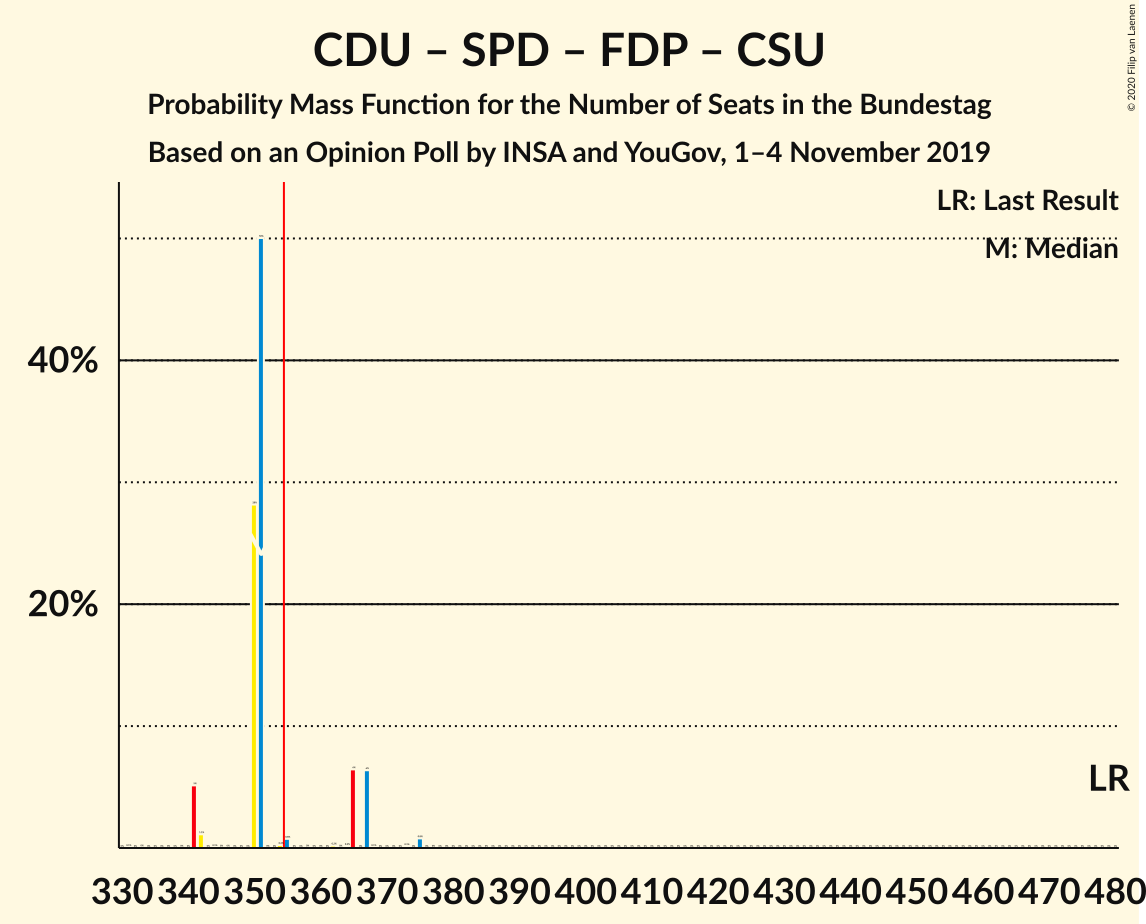 CDU – SPD – FDP – CSU
Probability Mass Function for the Number of Seats in the Bundestag
Based on an Opinion Poll by INSA and YouGov, 1–4 November 2019
© 2020 Filip van Laenen
LR: Last Result
M: Median
40%
20%
M
LR
330 340 350 360 370 380 390 400 410 420 430 440 450 460 470 480